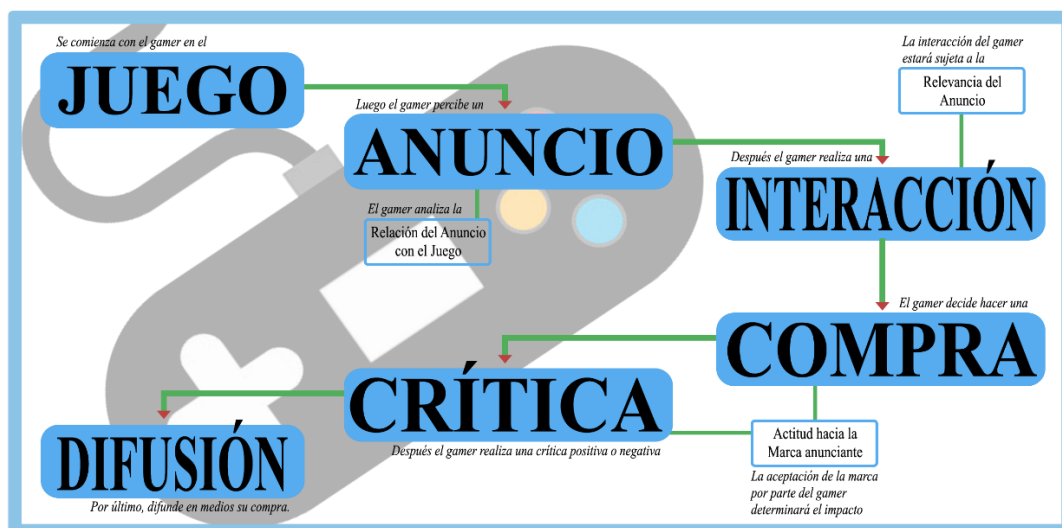 Se comienza con el gamer en el
JUEGO
Luego el gamer percibe un
ANUNCIO
El gamer analiza la
Relación del Anuncio
con el Juego
La interacción del gamer
estará sujeta a la
Relevancia del
Anuncio
Después el gamer realiza una
INTERACCIÓN
El gamer decide hacer una
COMPRA
Actitud hacia la
Marca anunciante
La aceptación de la marca
por parte del gamer
determinará el impacto
CRÍTICA
Después el gamer realiza una crítica positiva o negativa
DIFUSIÓN
Por último, difunde en medios su compra.